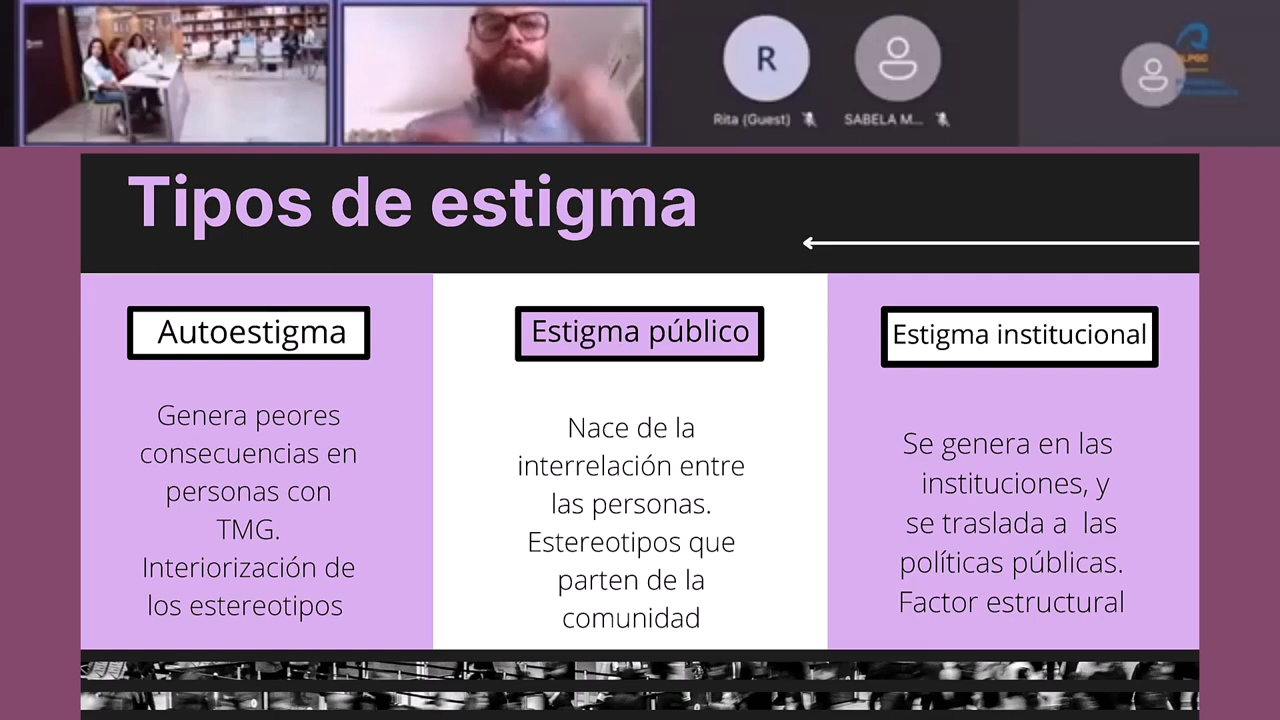 R
Rita (Guest)
SABELA M...
Tipos de estigma
Autoestigma
Genera peores
consecuencias en
personas con
TMG.
Interiorización de
los estereotipos
Estigma público
Nace de la
interrelación entre
las personas.
Estereotipos que
parten de la
comunidad
Estigma institucional
Se genera en las
instituciones, y
se traslada a las
políticas públicas.
Factor estructural